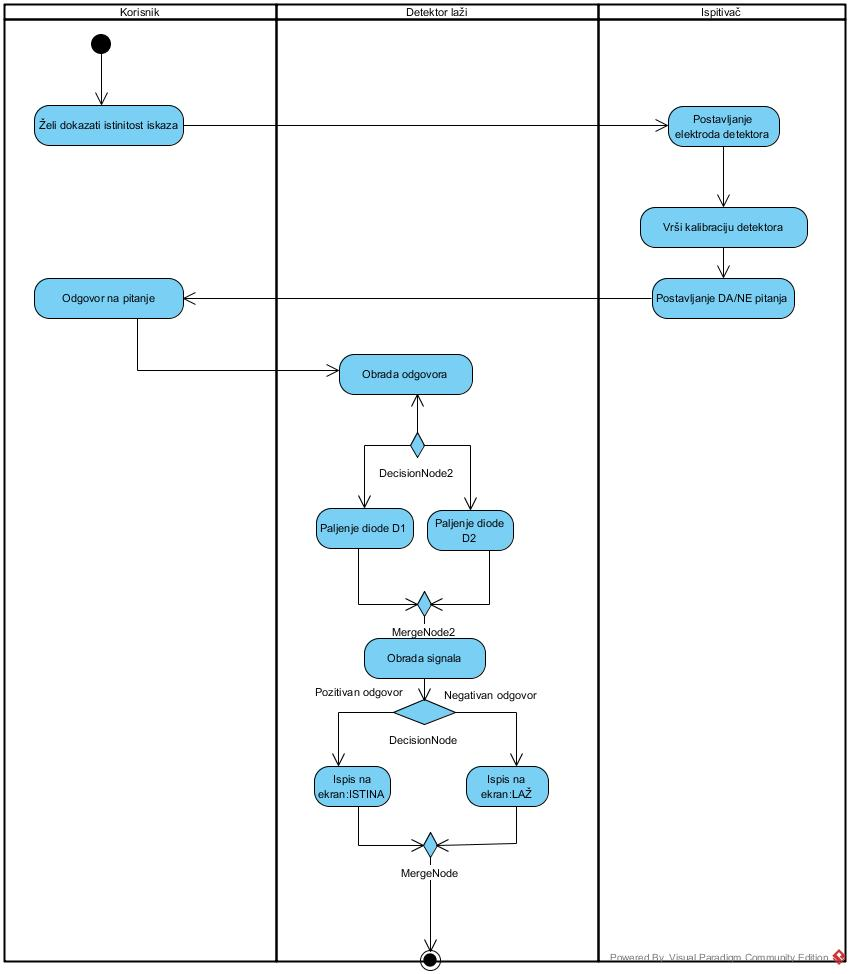 Korisnik
Detektor laži
Ispitivač
Želi dokazati istinitost iskaza
Postavljanje
elektroda detektora
Vrši kalibraciju detektora
Odgovor na pitanje
Postavljanje DA/NE pitanja
Obrada odgovora
DecisionNode2
Paljenje diode D1
Paljenje diode
D2
MergeNode2
Obrada signala
Pozitivan odgovor
Negativan odgovor
DecisionNode
Ispis na
ekran:ISTINA
Ispis na
ekran:LAŽ
MergeNode
Powered By Visual Paradigm Community Edition